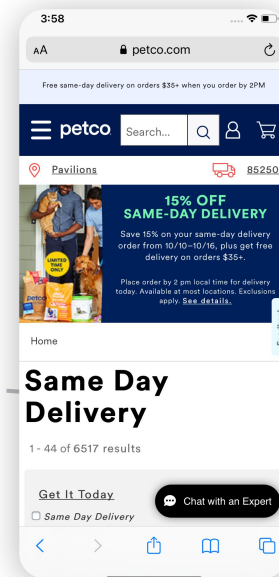 3:58
AA petco.com
Free same-day delivery on orders $35+ when you order by 2PM
petco Search...
Pavilions 85250
15% OFF
SAME-DAY DELIVERY
Save 15% on your same-day delivery
order from 10/10–10/16, plus get free
delivery on orders $35+.
Place order by 2 pm local time for delivery
today. Available at most locations. Exclusions
apply. See details.
LIMITED
TIME
ONLY
petco
Home
Same Day
Delivery
1 - 44 of 6517 results
Get It Today
Chat with an Expert
Same Day Delivery